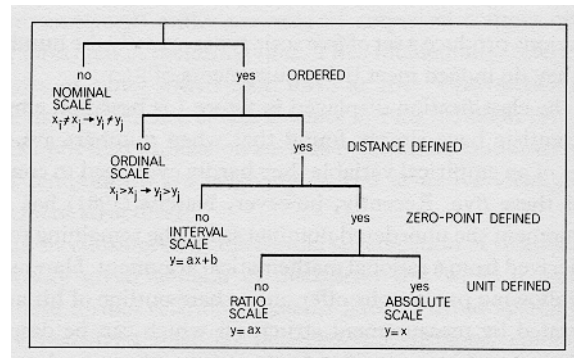 no yes ORDERED
NOMINAL
SCALE
xᵢ≠xⱼ→yᵢ≠yⱼ
no yes DISTANCE DEFINED
ORDINAL
SCALE
xᵢ>xⱼ→yᵢ>yⱼ
no yes ZERO-POINT DEFINED
INTERVAL
SCALE
y=ax+b
no yes UNIT DEFINED
RATIO ABSOLUTE
SCALE SCALE
y=ax y=x